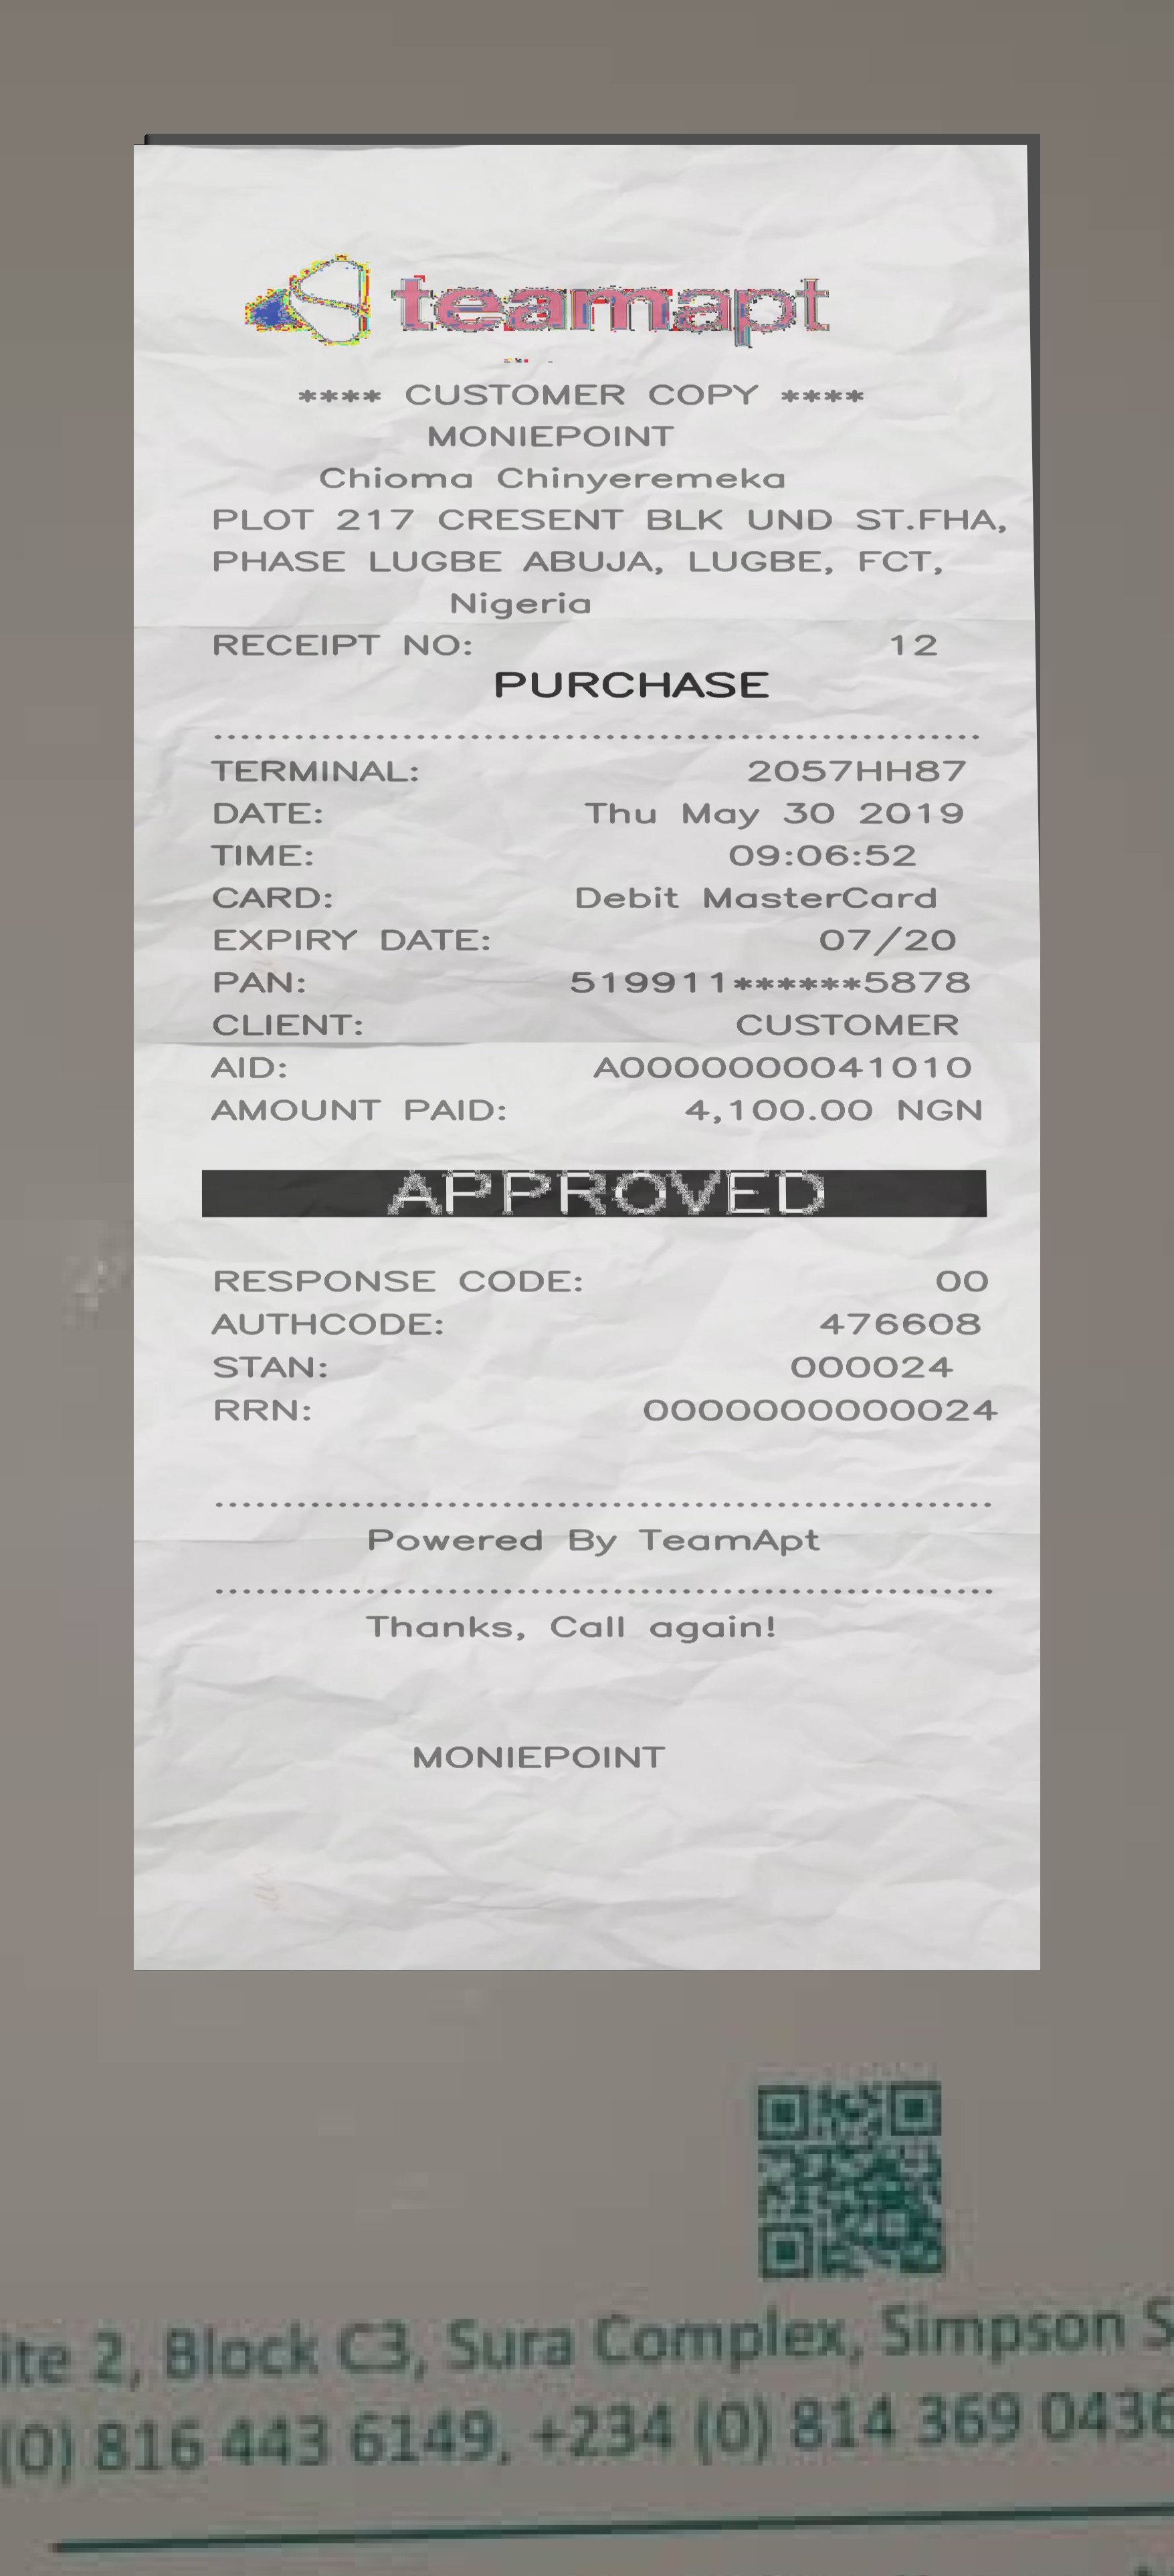 teamapt
**** CUSTOMER COPY ****
MONIEPOINT
Chioma Chinyeremeka
PLOT 217 CRESENT BLK UND ST.FHA,
PHASE LUGBE ABUJA, LUGBE, FCT,
Nigeria
RECEIPT NO: 12
PURCHASE
TERMINAL: 2057HH87
DATE: Thu May 30 2019
TIME: 09:06:52
CARD: Debit MasterCard
EXPIRY DATE: 07/20
PAN: 519911******5878
CLIENT: CUSTOMER
AID: A0000000041010
AMOUNT PAID: 4,100.00 NGN
APPROVED
RESPONSE CODE: 00
AUTHCODE: 476608
STAN: 000024
RRN: 0000000000024
Powered By TeamApt
Thanks, Call again!
MONIEPOINT
ite 2, Block C3, Sura Complex, Simpson S
(0) 816 443 6149, +234 (0) 814 369 0436